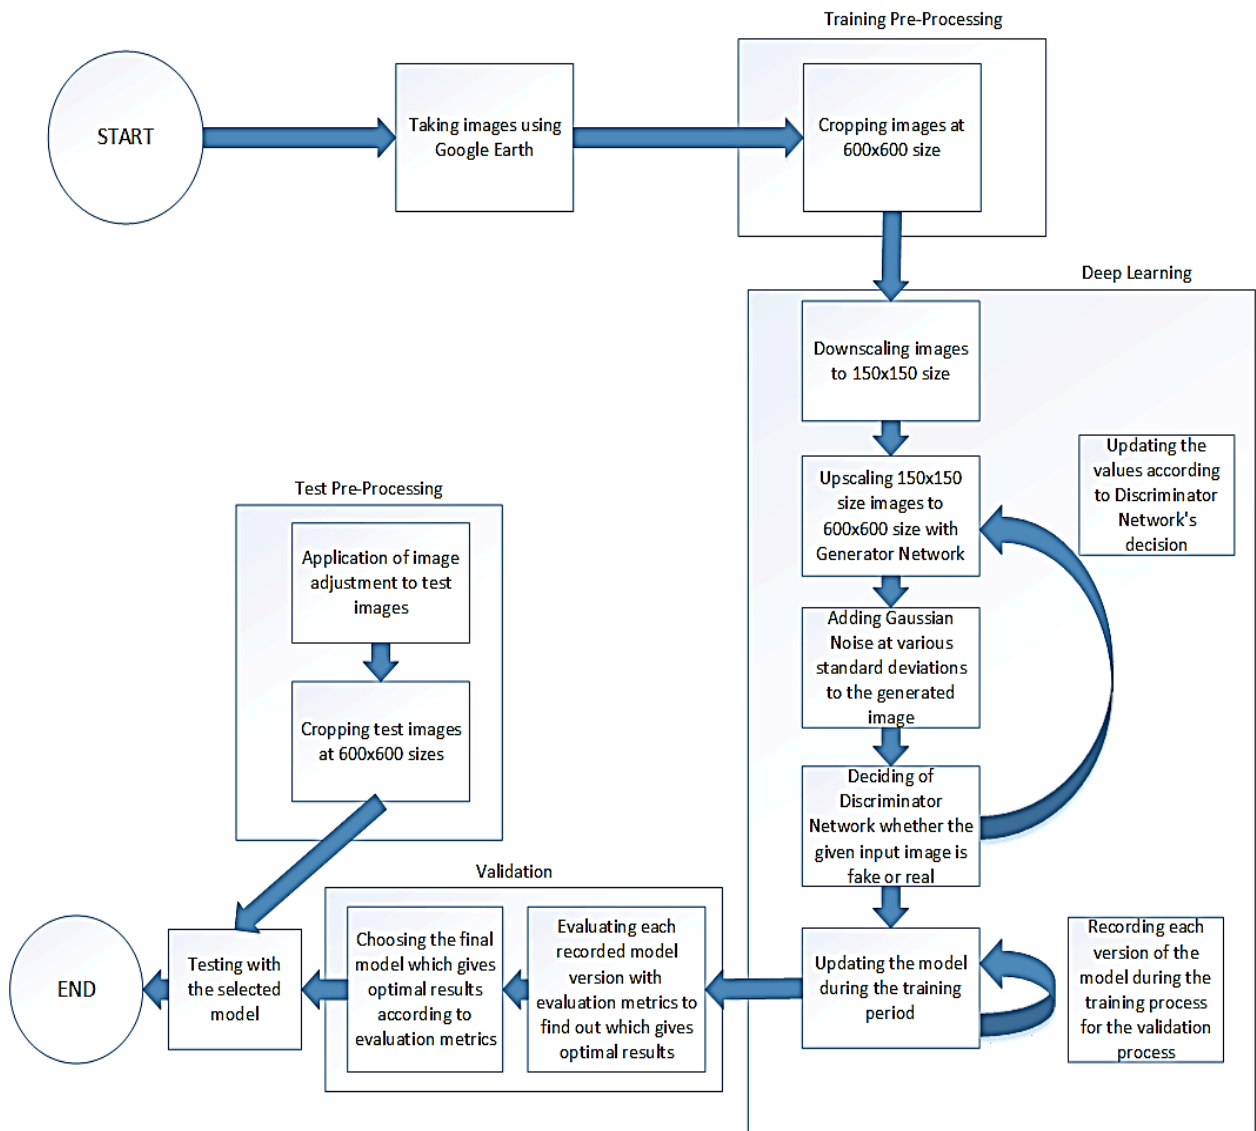 Training Pre-Processing
START
Taking images using
Google Earth
Cropping images at
600x600 size
Deep Learning
Downscaling images
to 150x150 size
Upscaling 150x150
size images to
600x600 size with
Generator Network
Updating the
values according
to Discriminator
Network's
decision
Adding Gaussian
Noise at various
standard deviations
to the generated
image
Deciding of
Discriminator
Network whether the
given input image is
fake or real
Updating the model
during the training
period
Recording each
version of the
model during the
training process
for the validation
process
Test Pre-Processing
Application of image
adjustment to test
images
Cropping test images
at 600x600 sizes
Validation
Evaluating each
recorded model
version with
evaluation metrics to
find out which gives
optimal results
Choosing the final
model which gives
optimal results
according to
evaluation metrics
Testing with
the selected
model
END